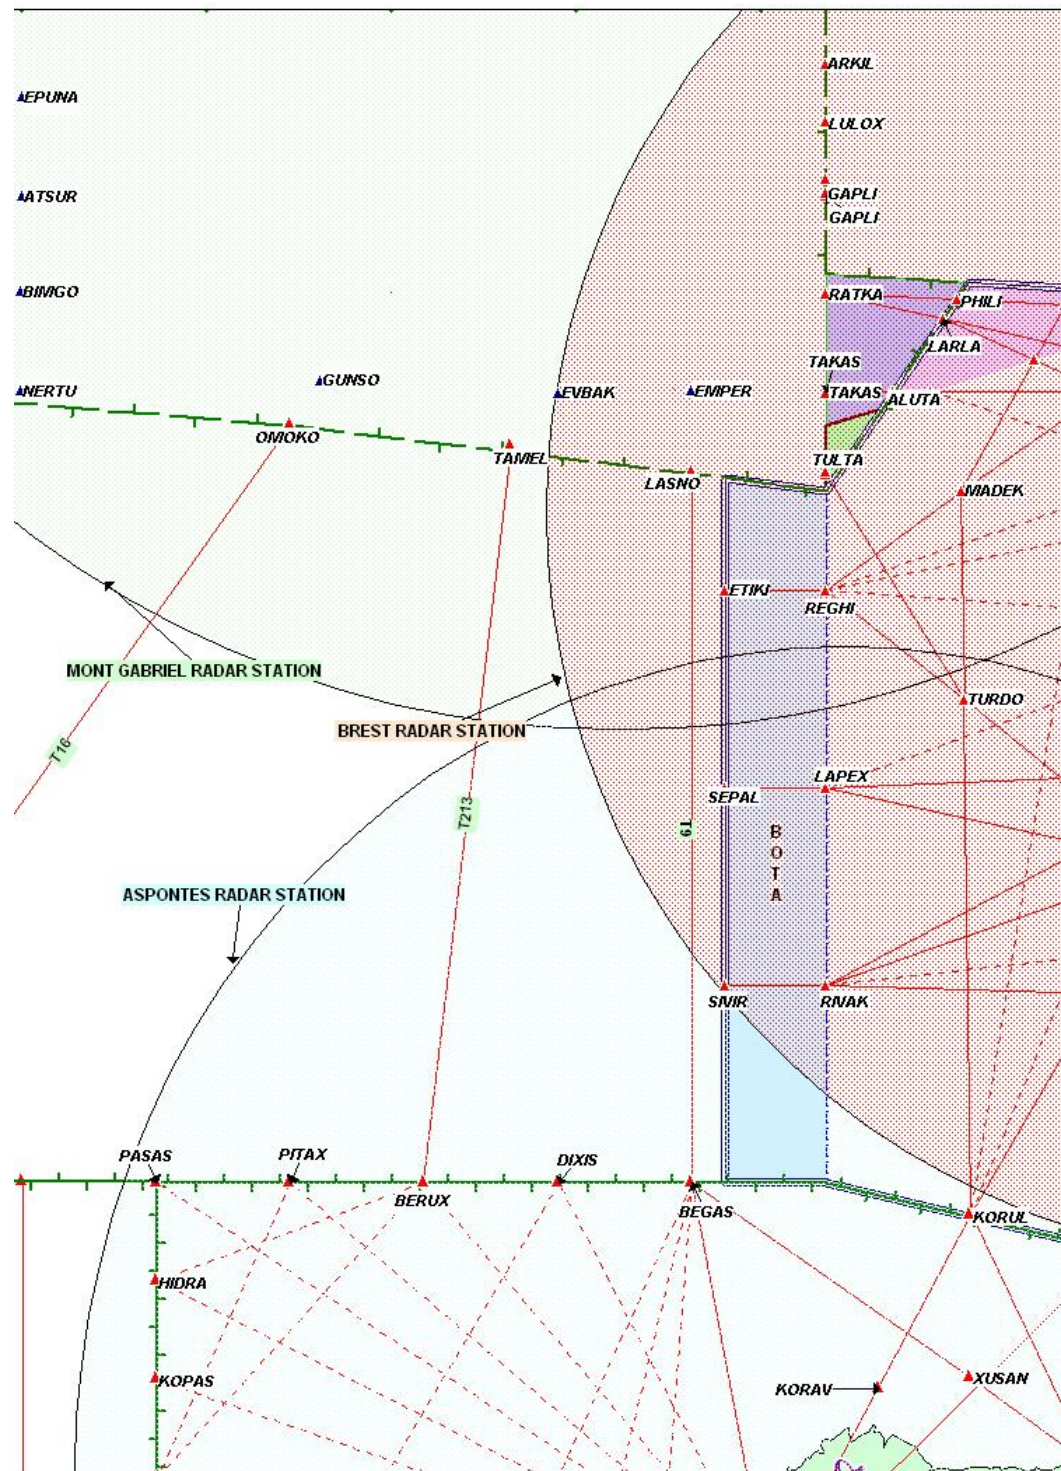 ARKIL
EPUNA
LULOX
ATSUR
GAPLI
GAPLI
BIMGO
RATKA
PHILI
LARLA
TAKAS
GUNSO
NERTU
EVBAK
EMPER
TAKAS
ALUTA
OMOKO
TAMEL
TULTA
LASNO
MADEK
ETIKI
REGHI
MONT GABRIEL RADAR STATION
TURDO
BREST RADAR STATION
T16
LAPEX
SEPAL
T213
T9
B
O
T
A
ASPONTES RADAR STATION
SIVIR
RIVAK
PASAS
PITAX
DIXIS
BERUX
BEGAS
KORUL
HIDRA
KOPAS
KORAV
XUSAN